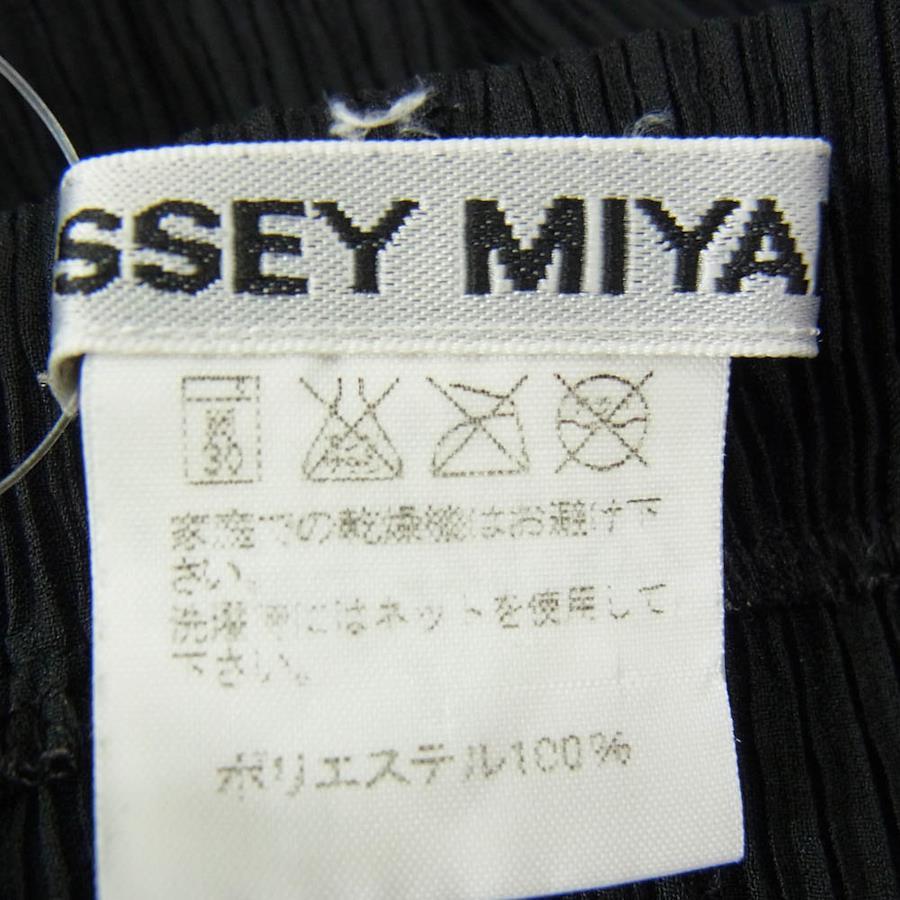 SSEY MIYA
30
家庭での乾燥機はお避け下
さい。
洗濯時にはネットを使用して
下さい。
ポリエステル100%